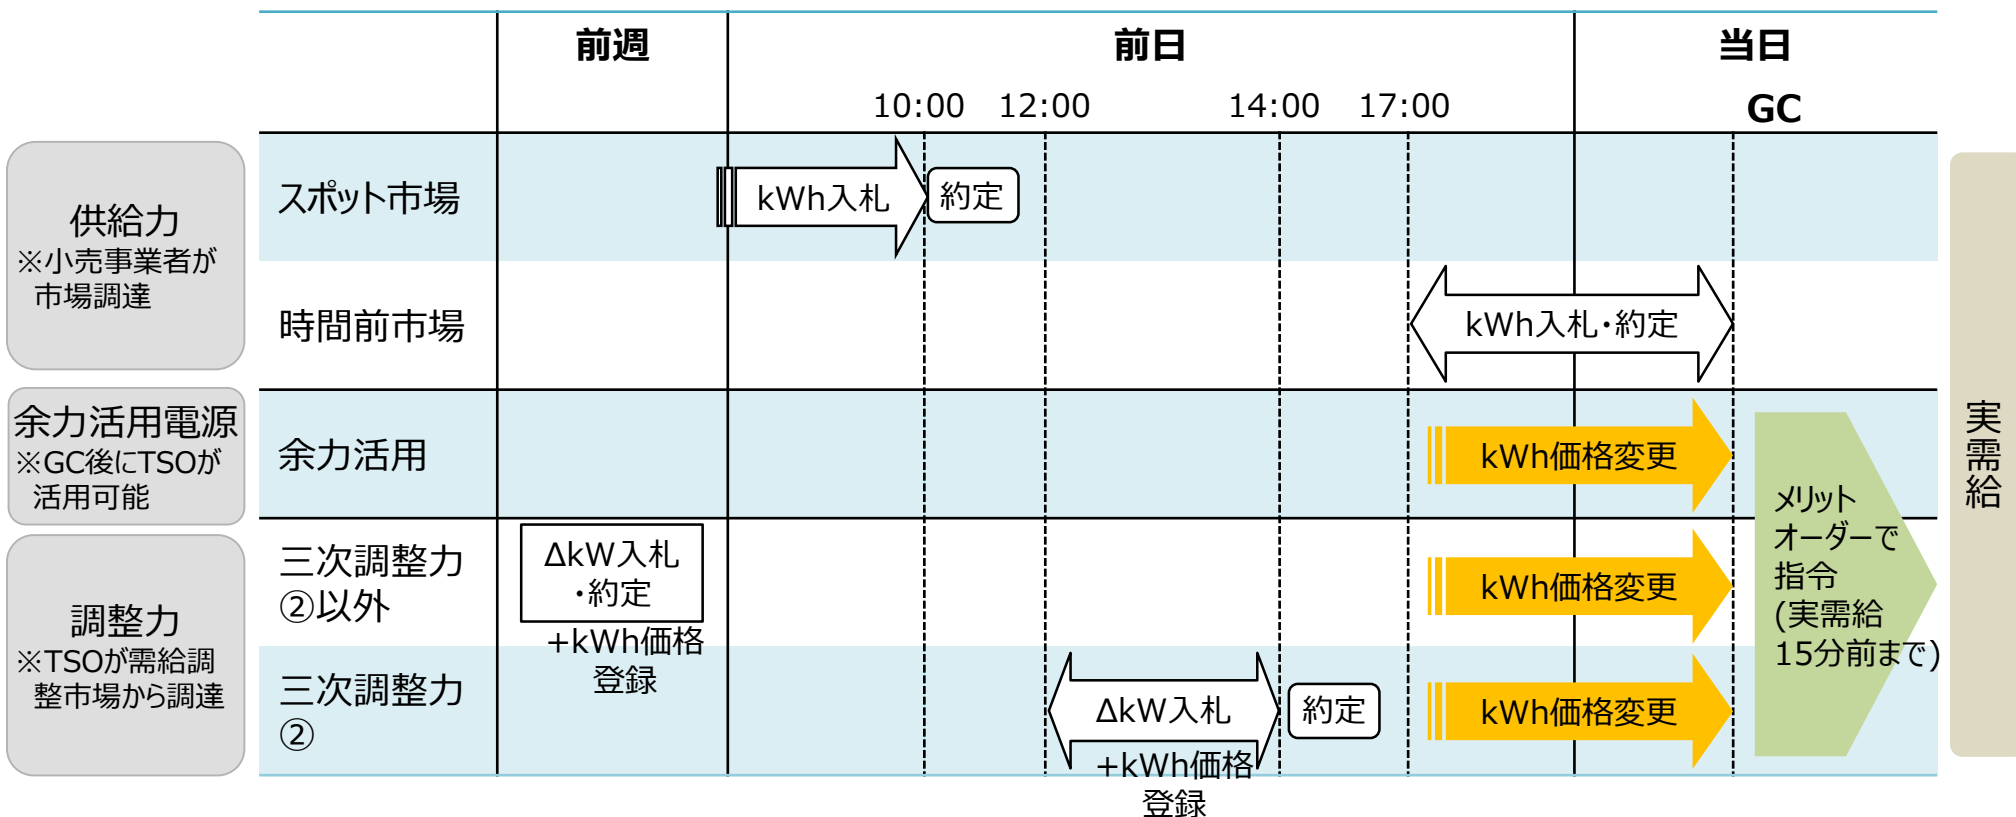 前週
前日
当日
10:00
12:00
14:00
17:00
GC
供給力
※小売事業者が
市場調達
スポット市場
kWh入札
約定
時間前市場
kWh入札・約定
余力活用電源
※GC後にTSOが
活用可能
余力活用
kWh価格変更
調整力
※TSOが需給調
整市場から調達
三次調整力
②以外
ΔkW入札
・約定
+kWh価格
登録
kWh価格変更
三次調整力
②
ΔkW入札
+kWh価格
登録
約定
kWh価格変更
メリット
オーダーで
指令
(実需給
15分前まで)
実需給